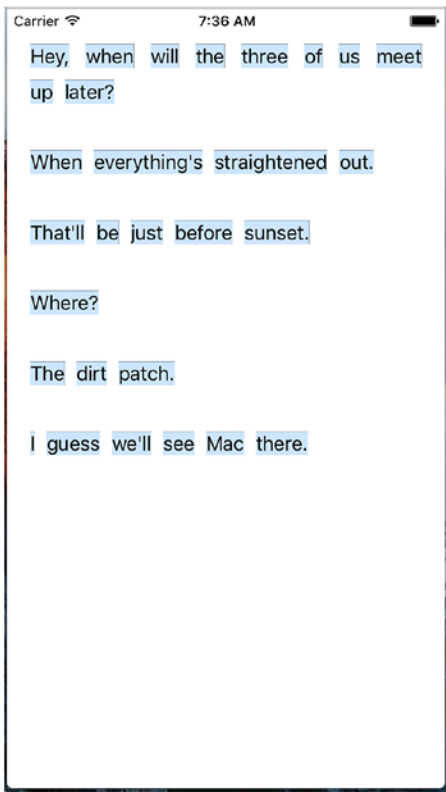 Carrier 7:36 AM
Hey, when will the three of us meet
up later?
When everything's straightened out.
That'll be just before sunset.
Where?
The dirt patch.
I guess we'll see Mac there.